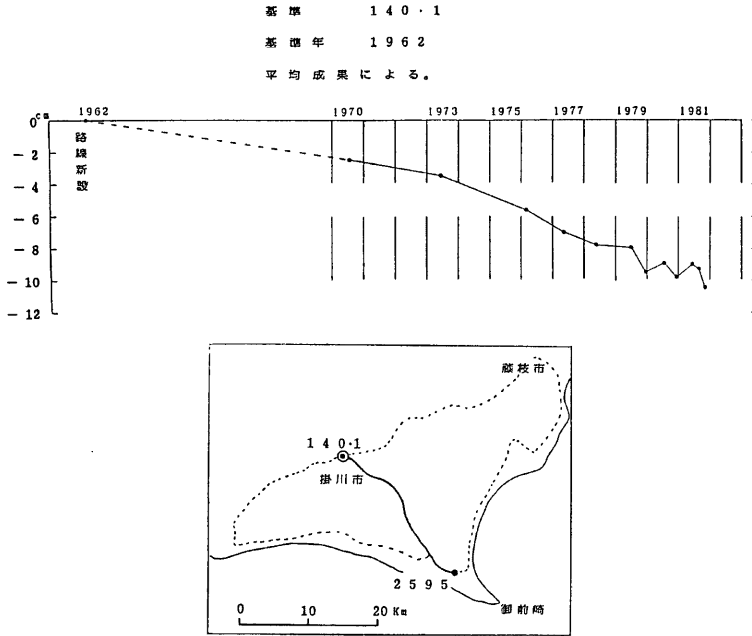 基準 140・1
基準年 1962
平均成果による。
cm
1962 1970 1973 1975 1977 1979 1981
0
路線新設
－2
－4
－6
－8
－10
－12
藤枝市
140・1
掛川市
2595
御前崎
0 10 20 Km